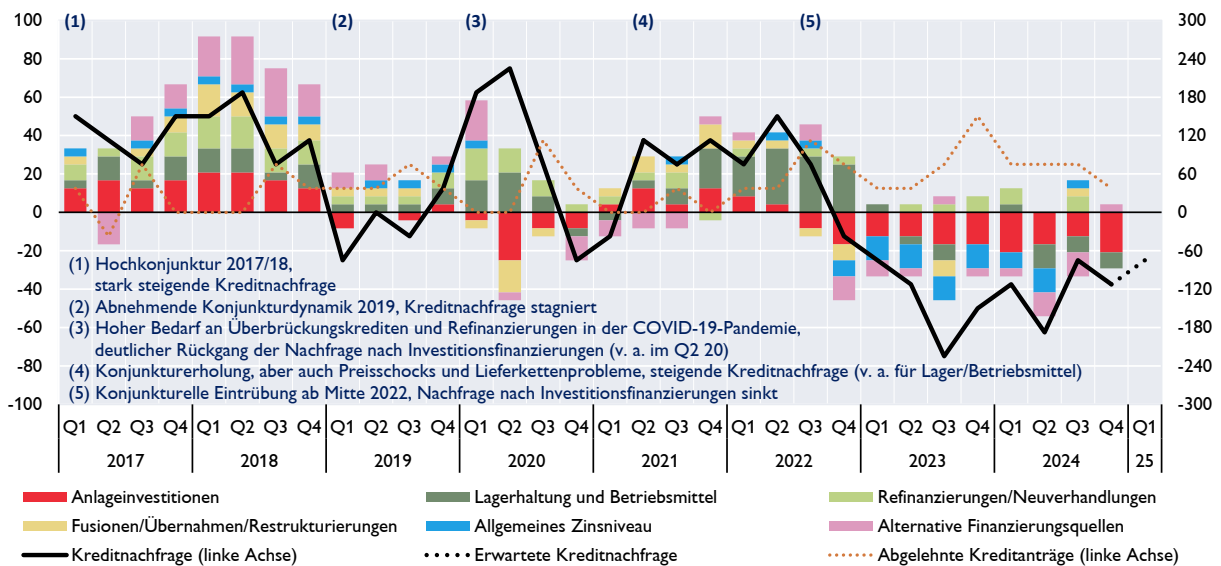 100 (1) (2) (3) (4) (5) 300
80 240
60 180
40 120
20 60
0 0
-20 -60
-40 -120
-60 -180
-80 -240
-100 -300
(1) Hochkonjunktur 2017/18,
stark steigende Kreditnachfrage
(2) Abnehmende Konjunkturdynamik 2019, Kreditnachfrage stagniert
(3) Hoher Bedarf an Überbrückungskrediten und Refinanzierungen in der COVID-19-Pandemie,
deutlicher Rückgang der Nachfrage nach Investitionsfinanzierungen (v. a. im Q2 20)
(4) Konjunkturerholung, aber auch Preisschocks und Lieferkettenprobleme, steigende Kreditnachfrage (v. a. für Lager/Betriebsmittel)
(5) Konjunkturelle Eintrübung ab Mitte 2022, Nachfrage nach Investitionsfinanzierungen sinkt
Q1 Q2 Q3 Q4 Q1 Q2 Q3 Q4 Q1 Q2 Q3 Q4 Q1 Q2 Q3 Q4 Q1 Q2 Q3 Q4 Q1 Q2 Q3 Q4 Q1 Q2 Q3 Q4 Q1 Q2 Q3 Q4 Q1
2017 2018 2019 2020 2021 2022 2023 2024 25
Anlageinvestitionen Lagerhaltung und Betriebsmittel Refinanzierungen/Neuverhandlungen
Fusionen/Übernahmen/Restrukturierungen Allgemeines Zinsniveau Alternative Finanzierungsquellen
Kreditnachfrage (linke Achse) Erwartete Kreditnachfrage Abgelehnte Kreditanträge (linke Achse)